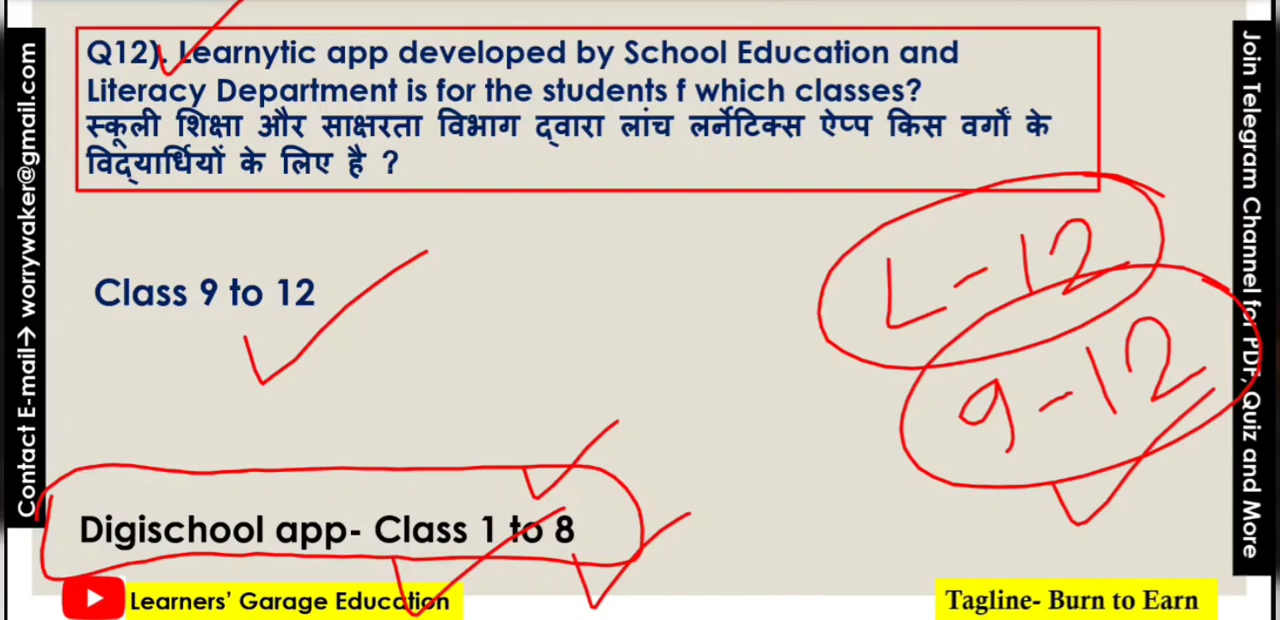 Q12). Learnytic app developed by School Education and
Literacy Department is for the students f which classes?
स्कूली शिक्षा और साक्षरता विभाग द्वारा लांच लर्नेटिक्स ऐप्प किस वर्गों के
विद्यार्थियों के लिए है ?
L-12
Class 9 to 12
9-12
Digischool app- Class 1 to 8
Learners’ Garage Education
Tagline- Burn to Earn
Contact E-mail→ worrywaker@gmail.com
Join Telegram Channel for PDF, Quiz and More